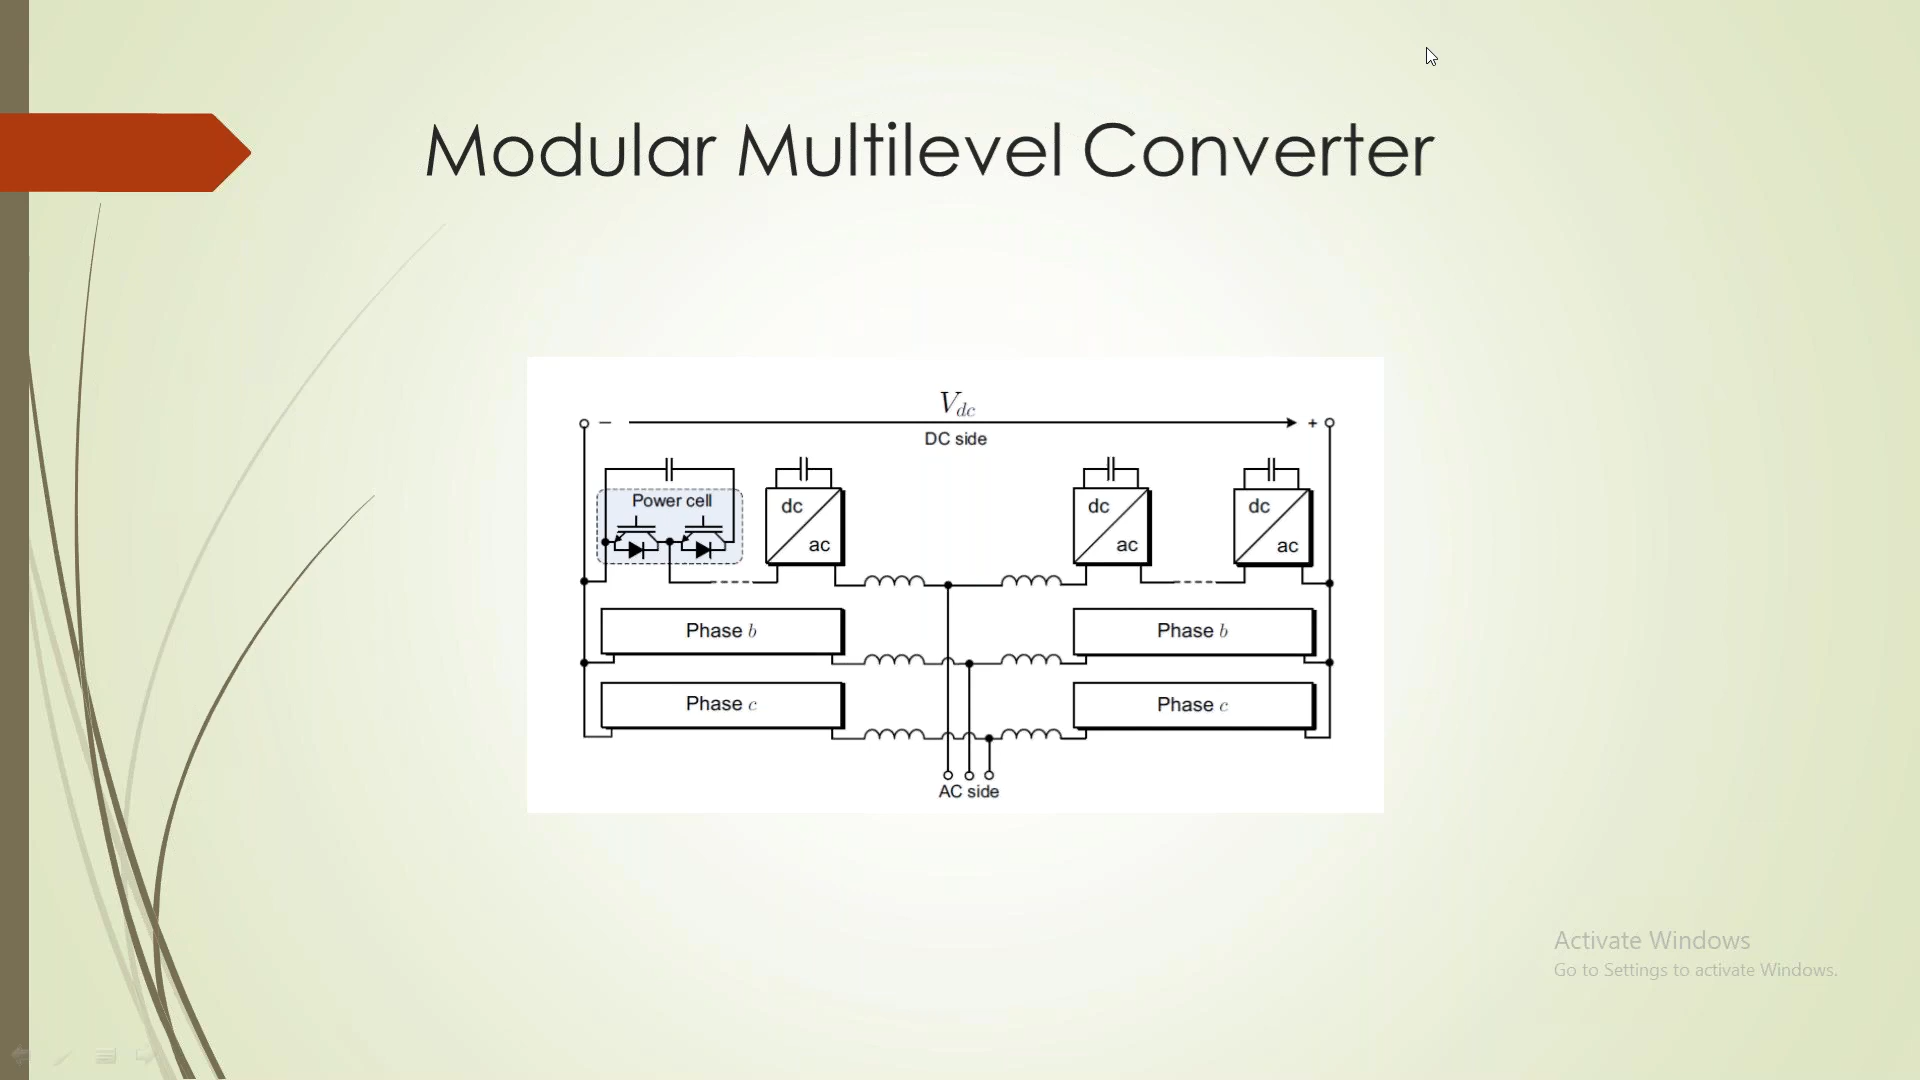 Modular Multilevel Converter
V_dc
− +
DC side
Power cell
dc
ac
dc
ac
dc
ac
Phase b
Phase b
Phase c
Phase c
AC side
Activate Windows
Go to Settings to activate Windows.